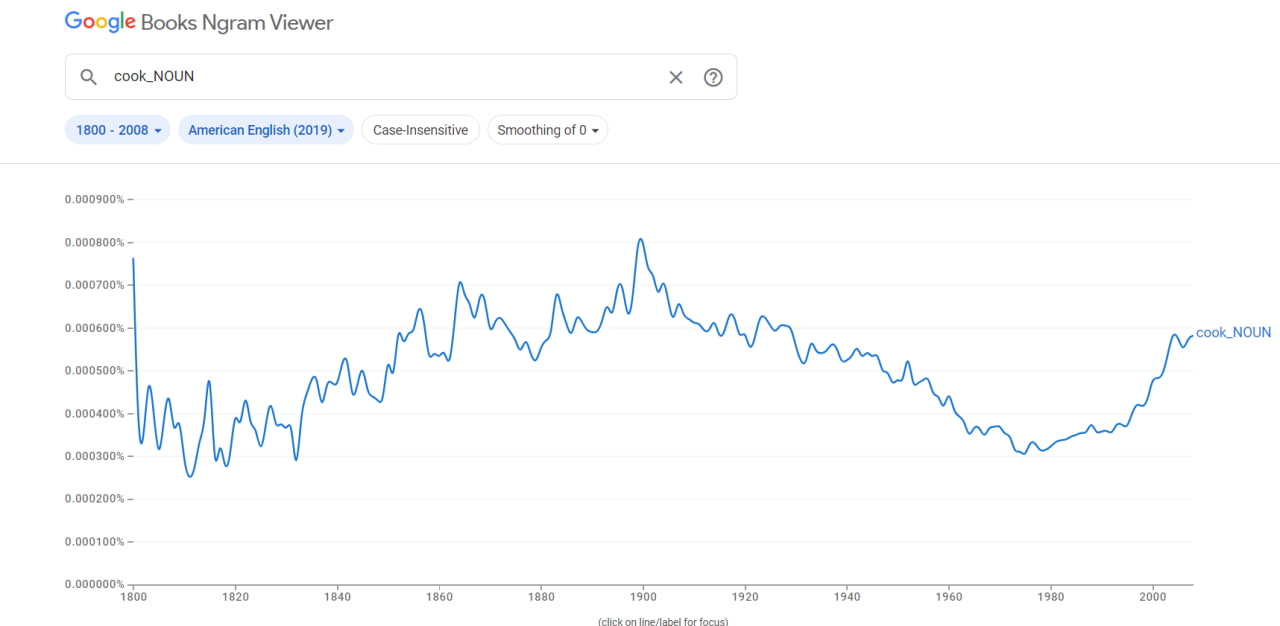 Google Books Ngram Viewer
cook_NOUN
1800 - 2008 American English (2019) Case-Insensitive Smoothing of 0
0.000900%
0.000800%
0.000700%
0.000600%
cook_NOUN
0.000500%
0.000400%
0.000300%
0.000200%
0.000100%
0.000000%
1800 1820 1840 1860 1880 1900 1920 1940 1960 1980 2000
(click on line/label for focus)